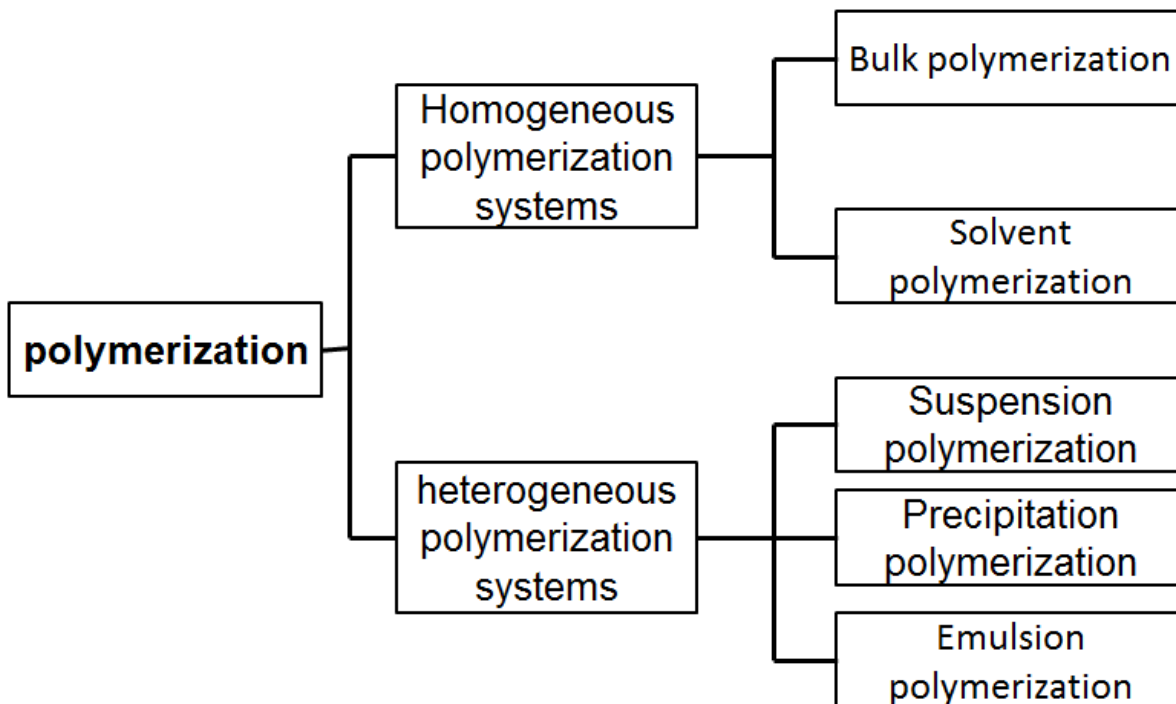 Bulk polymerization
Homogeneous
polymerization
systems
Solvent
polymerization
polymerization
Suspension
polymerization
heterogeneous
polymerization
systems
Precipitation
polymerization
Emulsion
polymerization